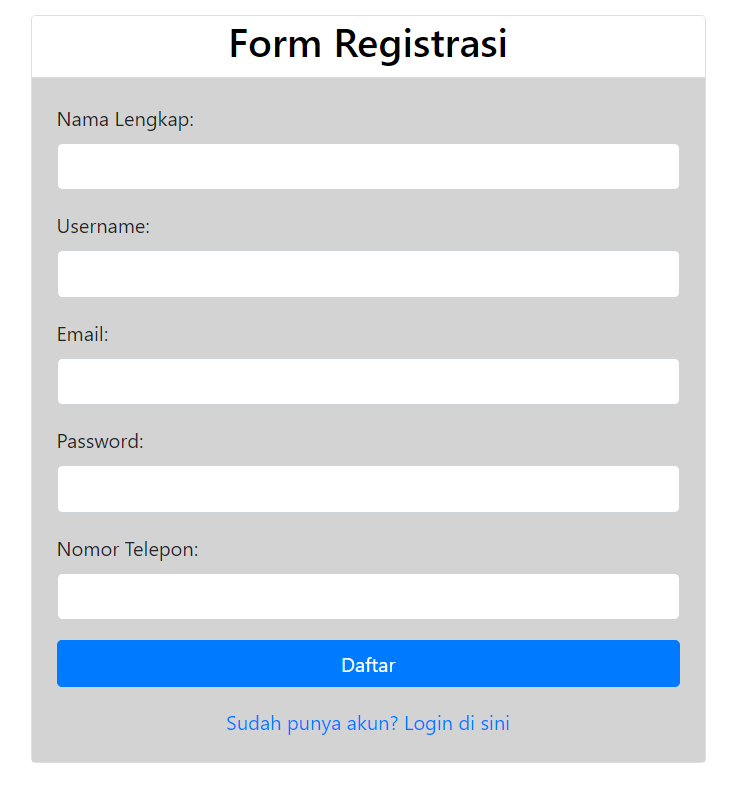 Form Registrasi
Nama Lengkap:
Username:
Email:
Password:
Nomor Telepon:
Daftar
Sudah punya akun? Login di sini